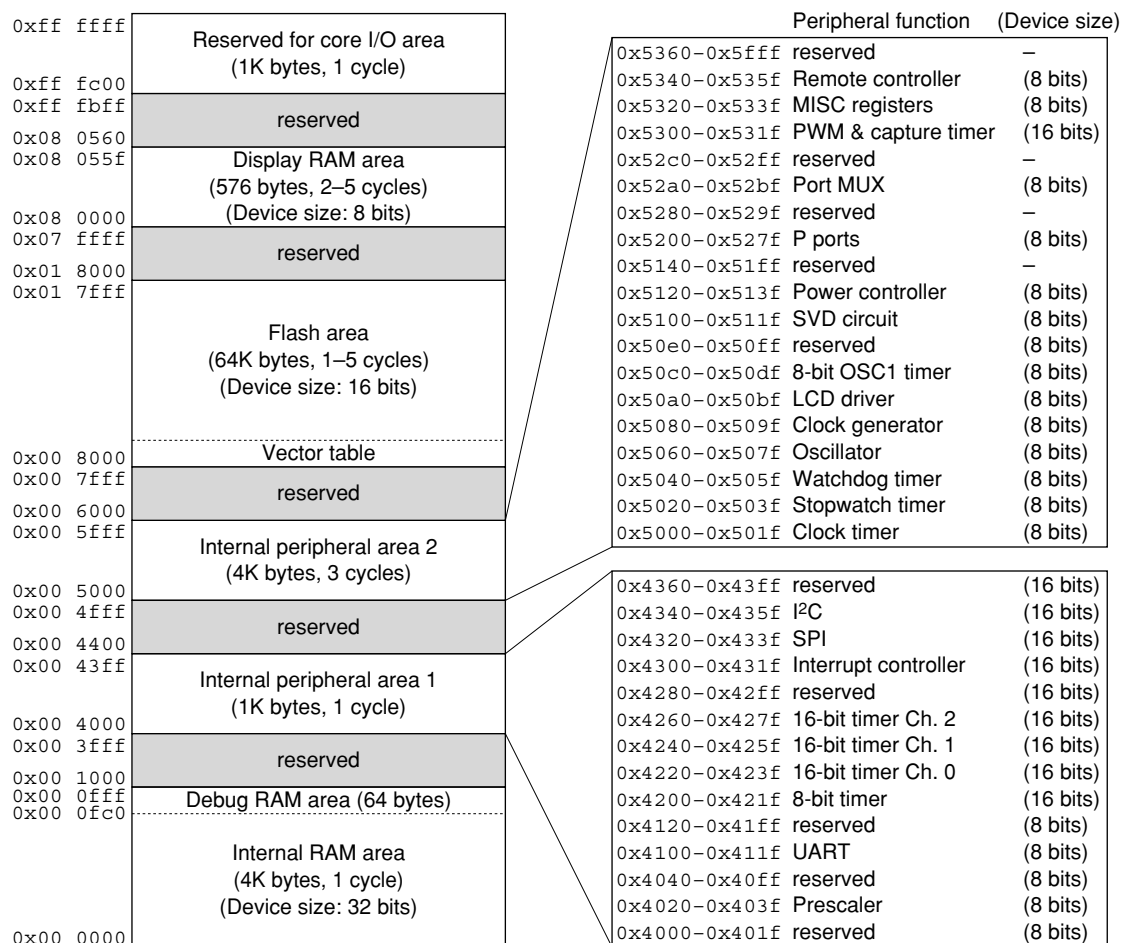 0xff ffff
Reserved for core I/O area
(1K bytes, 1 cycle)
0xff fc00
0xff fbff
reserved
0x08 0560
0x08 055f
Display RAM area
(576 bytes, 2–5 cycles)
(Device size: 8 bits)
0x08 0000
0x07 ffff
reserved
0x01 8000
0x01 7fff
Flash area
(64K bytes, 1–5 cycles)
(Device size: 16 bits)
Vector table
0x00 8000
0x00 7fff
reserved
0x00 6000
0x00 5fff
Internal peripheral area 2
(4K bytes, 3 cycles)
0x00 5000
0x00 4fff
reserved
0x00 4400
0x00 43ff
Internal peripheral area 1
(1K bytes, 1 cycle)
0x00 4000
0x00 3fff
reserved
0x00 1000
0x00 0fff
Debug RAM area (64 bytes)
0x00 0fc0
Internal RAM area
(4K bytes, 1 cycle)
(Device size: 32 bits)
0x00 0000
Peripheral function (Device size)
0x5360–0x5fff reserved –
0x5340–0x535f Remote controller (8 bits)
0x5320–0x533f MISC registers (8 bits)
0x5300–0x531f PWM & capture timer (16 bits)
0x52c0–0x52ff reserved –
0x52a0–0x52bf Port MUX (8 bits)
0x5280–0x529f reserved –
0x5200–0x527f P ports (8 bits)
0x5140–0x51ff reserved –
0x5120–0x513f Power controller (8 bits)
0x5100–0x511f SVD circuit (8 bits)
0x50e0–0x50ff reserved (8 bits)
0x50c0–0x50df 8-bit OSC1 timer (8 bits)
0x50a0–0x50bf LCD driver (8 bits)
0x5080–0x509f Clock generator (8 bits)
0x5060–0x507f Oscillator (8 bits)
0x5040–0x505f Watchdog timer (8 bits)
0x5020–0x503f Stopwatch timer (8 bits)
0x5000–0x501f Clock timer (8 bits)
0x4360–0x43ff reserved (16 bits)
0x4340–0x435f I²C (16 bits)
0x4320–0x433f SPI (16 bits)
0x4300–0x431f Interrupt controller (16 bits)
0x4280–0x42ff reserved (16 bits)
0x4260–0x427f 16-bit timer Ch. 2 (16 bits)
0x4240–0x425f 16-bit timer Ch. 1 (16 bits)
0x4220–0x423f 16-bit timer Ch. 0 (16 bits)
0x4200–0x421f 8-bit timer (16 bits)
0x4120–0x41ff reserved (8 bits)
0x4100–0x411f UART (8 bits)
0x4040–0x40ff reserved (8 bits)
0x4020–0x403f Prescaler (8 bits)
0x4000–0x401f reserved (8 bits)